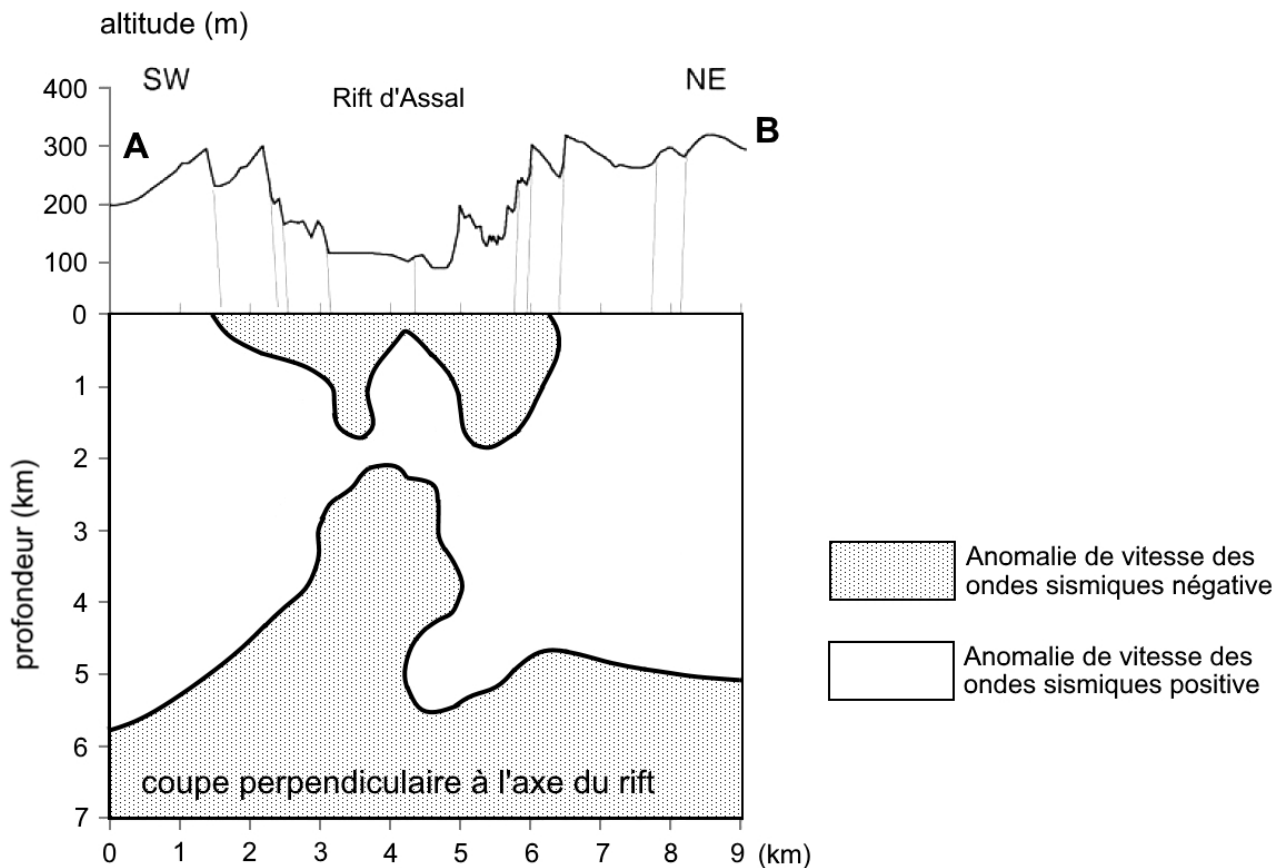 altitude (m)
SW
NE
Rift d'Assal
A
B
400
300
200
100
0
1
2
3
4
5
6
7
profondeur (km)
coupe perpendiculaire à l'axe du rift
0 1 2 3 4 5 6 7 8 9 (km)
Anomalie de vitesse des
ondes sismiques négative
Anomalie de vitesse des
ondes sismiques positive